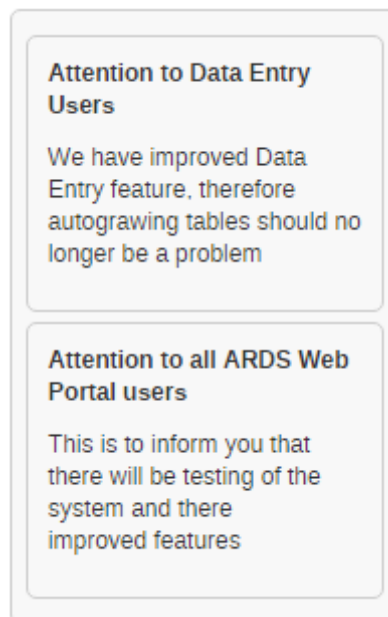 Attention to Data Entry
Users
We have improved Data
Entry feature, therefore
autograwing tables should no
longer be a problem
Attention to all ARDS Web
Portal users
This is to inform you that
there will be testing of the
system and there
improved features